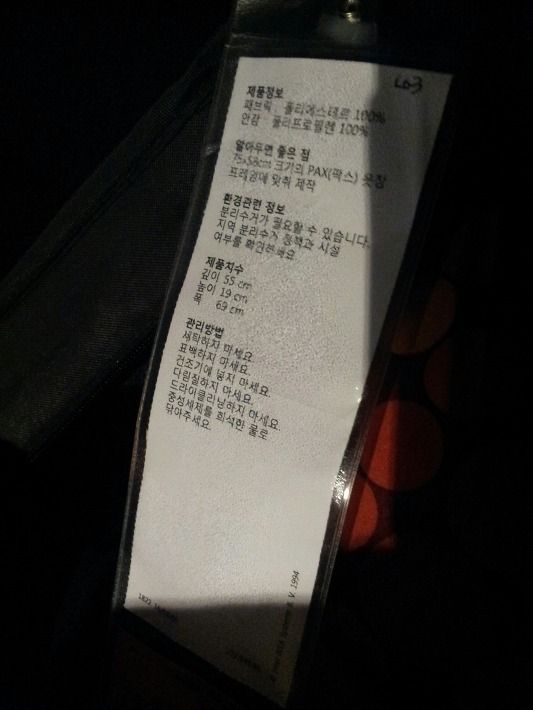 제품정보
패브릭: 폴리에스테르 100%
안감: 폴리프로필렌 100%
알아두면 좋은 점
75x58cm 크기의 PAX(팍스) 옷장
프레임에 맞춰 제작
환경관련 정보
분리수거가 필요할 수 있습니다.
지역 분리수거 정책과 시설
여부를 확인하세요.
제품치수
깊이 55 cm
높이 19 cm
폭 69 cm
관리방법
세탁하지 마세요.
표백하지 마세요.
건조기에 넣지 마세요.
다림질하지 마세요.
드라이클리닝하지 마세요.
중성세제를 희석한 물로
닦아주세요.
Systems B. V. 1994